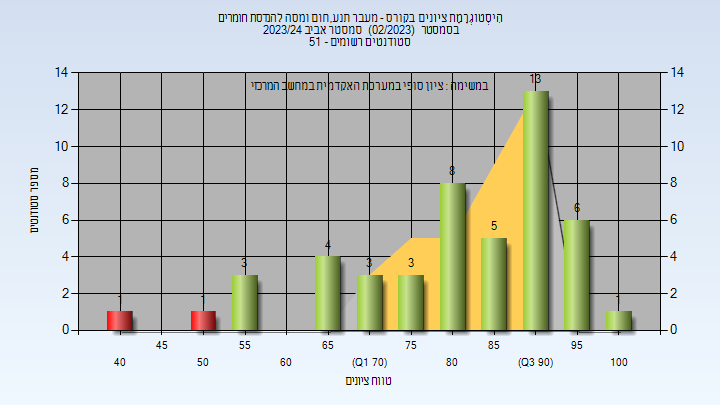 היסטוגרמת ציונים בקורס - מעבר תנע,חום ומסה להנדסת חומרים
בסמסטר (02/2023) סמסטר אביב 2023/24
סטודנטים רשומים - 51
במשימה : ציון סופי במערכת האקדמית במחשב המרכזי
מספר סטודנטים
14 14
12 12
10 10
8 8
6 6
4 4
2 2
0 0
1 1 3 4 3 3 8 5 13 6 1
45 55 65 75 85 95
40 50 60 (Q1 70) 80 (Q3 90) 100
טווח ציונים